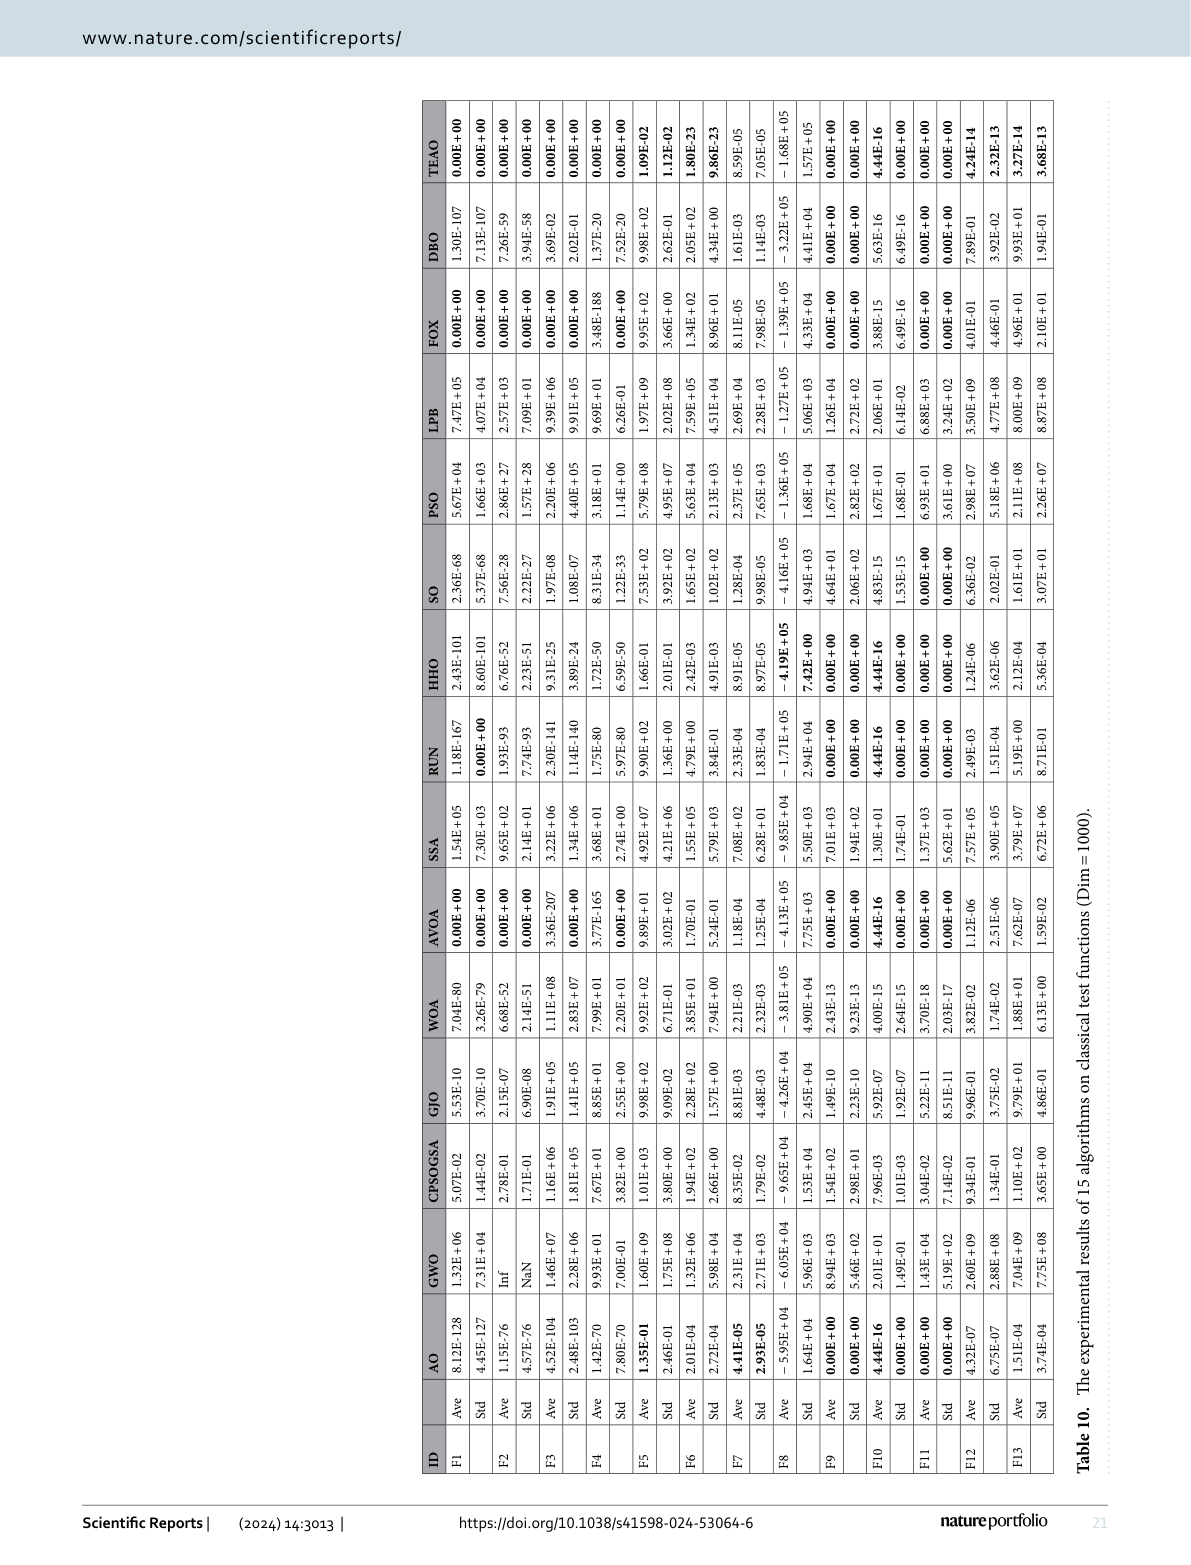 www.nature.com/scientificreports/
ID AO GWO CPSOGSA GJO WOA AVOA SSA RUN HHO SO PSO LPB FOX DBO TEAO
F1 Ave 8.12E-128 1.32E + 06 5.07E-02 5.53E-10 7.04E-80 0.00E + 00 1.54E + 05 1.18E-167 2.43E-101 2.36E-68 5.67E + 04 7.47E + 05 0.00E + 00 1.30E-107 0.00E + 00
Std 4.45E-127 7.31E + 04 1.44E-02 3.70E-10 3.26E-79 0.00E + 00 7.30E + 03 0.00E + 00 8.60E-101 5.37E-68 1.66E + 03 4.07E + 04 0.00E + 00 7.13E-107 0.00E + 00
F2 Ave 1.15E-76 Inf 2.78E-01 2.15E-07 6.68E-52 0.00E + 00 9.65E + 02 1.93E-93 6.76E-52 7.56E-28 2.86E + 27 2.57E + 03 0.00E + 00 7.26E-59 0.00E + 00
Std 4.57E-76 NaN 1.71E-01 6.90E-08 2.14E-51 0.00E + 00 2.14E + 01 7.74E-93 2.23E-51 2.22E-27 1.57E + 28 7.09E + 01 0.00E + 00 3.94E-58 0.00E + 00
F3 Ave 4.52E-104 1.46E + 07 1.16E + 06 1.91E + 05 1.11E + 08 3.36E-207 3.22E + 06 2.30E-141 9.31E-25 1.97E-08 2.20E + 06 9.39E + 06 0.00E + 00 3.69E-02 0.00E + 00
Std 2.48E-103 2.28E + 06 1.81E + 05 1.41E + 05 2.83E + 07 0.00E + 00 1.34E + 06 1.14E-140 3.89E-24 1.08E-07 4.40E + 05 9.91E + 05 0.00E + 00 2.02E-01 0.00E + 00
F4 Ave 1.42E-70 9.93E + 01 7.67E + 01 8.85E + 01 7.99E + 01 3.77E-165 3.68E + 01 1.75E-80 1.72E-50 8.31E-34 3.18E + 01 9.69E + 01 3.48E-188 1.37E-20 0.00E + 00
Std 7.80E-70 7.00E-01 3.82E + 00 2.55E + 00 2.20E + 01 0.00E + 00 2.74E + 00 5.97E-80 6.59E-50 1.22E-33 1.14E + 00 6.26E-01 0.00E + 00 7.52E-20 0.00E + 00
F5 Ave 1.35E-01 1.60E + 09 1.01E + 03 9.98E + 02 9.92E + 02 9.89E + 01 4.92E + 07 9.90E + 02 1.66E-01 7.53E + 02 5.79E + 08 1.97E + 09 9.95E + 02 9.98E + 02 1.09E-02
Std 2.46E-01 1.75E + 08 3.80E + 00 9.09E-02 6.71E-01 3.02E + 02 4.21E + 06 1.36E + 00 2.01E-01 3.92E + 02 4.95E + 07 2.02E + 08 3.66E + 00 2.62E-01 1.12E-02
F6 Ave 2.01E-04 1.32E + 06 1.94E + 02 2.28E + 02 3.85E + 01 1.70E-01 1.55E + 05 4.79E + 00 2.42E-03 1.65E + 02 5.63E + 04 7.59E + 05 1.34E + 02 2.05E + 02 1.80E-23
Std 2.72E-04 5.98E + 04 2.66E + 00 1.57E + 00 7.94E + 00 5.24E-01 5.79E + 03 3.84E-01 4.91E-03 1.02E + 02 2.13E + 03 4.51E + 04 8.96E + 01 4.34E + 00 9.86E-23
F7 Ave 4.41E-05 2.31E + 04 8.35E-02 8.81E-03 2.21E-03 1.18E-04 7.08E + 02 2.33E-04 8.91E-05 1.28E-04 2.37E + 05 2.69E + 04 8.11E-05 1.61E-03 8.59E-05
Std 2.93E-05 2.71E + 03 1.79E-02 4.48E-03 2.32E-03 1.25E-04 6.28E + 01 1.83E-04 8.97E-05 9.98E-05 7.65E + 03 2.28E + 03 7.98E-05 1.14E-03 7.05E-05
F8 Ave − 5.95E + 04 − 6.05E + 04 − 9.65E + 04 − 4.26E + 04 − 3.81E + 05 − 4.13E + 05 − 9.85E + 04 − 1.71E + 05 − 4.19E + 05 − 4.16E + 05 − 1.36E + 05 − 1.27E + 05 − 1.39E + 05 − 3.22E + 05 − 1.68E + 05
Std 1.64E + 04 5.96E + 03 1.53E + 04 2.45E + 04 4.90E + 04 7.75E + 03 5.50E + 03 2.94E + 04 7.42E + 00 4.94E + 03 1.68E + 04 5.06E + 03 4.33E + 04 4.41E + 04 1.57E + 05
F9 Ave 0.00E + 00 8.94E + 03 1.54E + 02 1.49E-10 2.43E-13 0.00E + 00 7.01E + 03 0.00E + 00 0.00E + 00 4.64E + 01 1.67E + 04 1.26E + 04 0.00E + 00 0.00E + 00 0.00E + 00
Std 0.00E + 00 5.46E + 02 2.98E + 01 2.23E-10 9.23E-13 0.00E + 00 1.94E + 02 0.00E + 00 0.00E + 00 2.06E + 02 2.82E + 02 2.72E + 02 0.00E + 00 0.00E + 00 0.00E + 00
F10 Ave 4.44E-16 2.01E + 01 7.96E-03 5.92E-07 4.00E-15 4.44E-16 1.30E + 01 4.44E-16 4.44E-16 4.83E-15 1.67E + 01 2.06E + 01 3.88E-15 5.63E-16 4.44E-16
Std 0.00E + 00 1.49E-01 1.01E-03 1.92E-07 2.64E-15 0.00E + 00 1.74E-01 0.00E + 00 0.00E + 00 1.53E-15 1.68E-01 6.14E-02 6.49E-16 6.49E-16 0.00E + 00
F11 Ave 0.00E + 00 1.43E + 04 3.04E-02 5.22E-11 3.70E-18 0.00E + 00 1.37E + 03 0.00E + 00 0.00E + 00 0.00E + 00 6.93E + 01 6.88E + 03 0.00E + 00 0.00E + 00 0.00E + 00
Std 0.00E + 00 5.19E + 02 7.14E-02 8.51E-11 2.03E-17 0.00E + 00 5.62E + 01 0.00E + 00 0.00E + 00 0.00E + 00 3.61E + 00 3.24E + 02 0.00E + 00 0.00E + 00 0.00E + 00
F12 Ave 4.32E-07 2.60E + 09 9.34E-01 9.96E-01 3.82E-02 1.12E-06 7.57E + 05 2.49E-03 1.24E-06 6.36E-02 2.98E + 07 3.50E + 09 4.01E-01 7.89E-01 4.24E-14
Std 6.75E-07 2.88E + 08 1.34E-01 3.75E-02 1.74E-02 2.51E-06 3.90E + 05 1.51E-04 3.62E-06 2.02E-01 5.18E + 06 4.77E + 08 4.46E-01 3.92E-02 2.32E-13
F13 Ave 1.51E-04 7.04E + 09 1.10E + 02 9.79E + 01 1.88E + 01 7.62E-07 3.79E + 07 5.19E + 00 2.12E-04 1.61E + 01 2.11E + 08 8.00E + 09 4.96E + 01 9.93E + 01 3.27E-14
Std 3.74E-04 7.75E + 08 3.65E + 00 4.86E-01 6.13E + 00 1.59E-02 6.72E + 06 8.71E-01 5.36E-04 3.07E + 01 2.26E + 07 8.87E + 08 2.10E + 01 1.94E-01 3.68E-13
Table 10. The experimental results of 15 algorithms on classical test functions (Dim = 1000).
Scientific Reports | (2024) 14:3013 | https://doi.org/10.1038/s41598-024-53064-6 natureportfolio 21